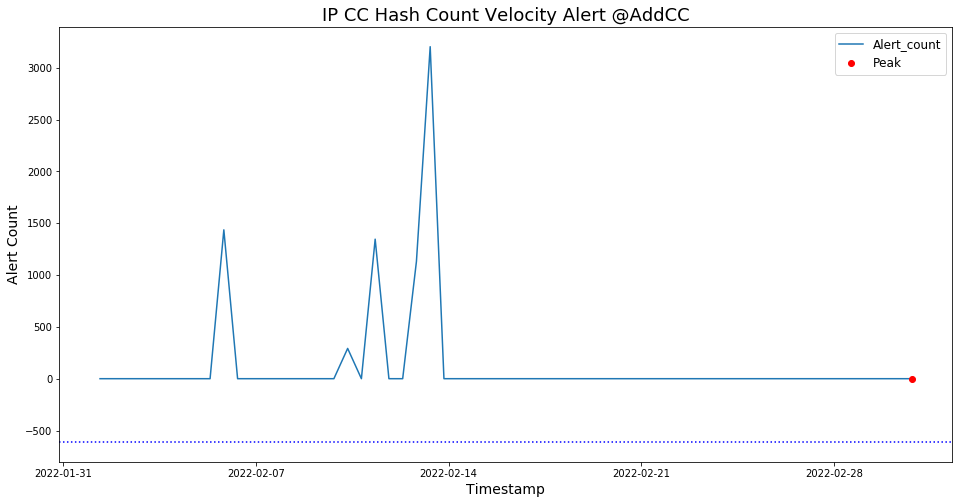 IP CC Hash Count Velocity Alert @AddCC
Alert_count
Peak
Alert Count
3000
2500
2000
1500
1000
500
0
−500
2022-01-31
2022-02-07
2022-02-14
2022-02-21
2022-02-28
Timestamp